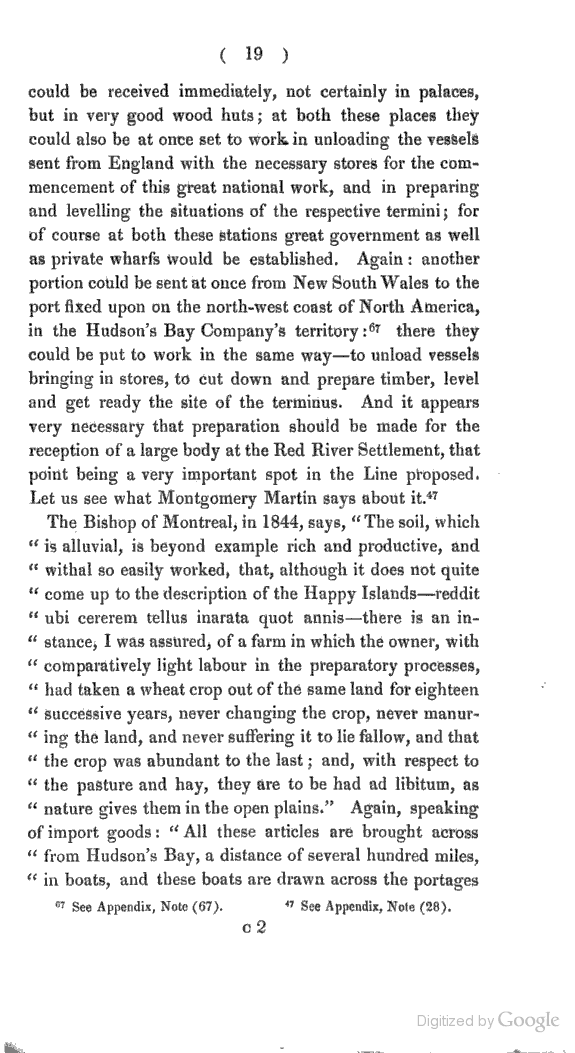 ( 19 )
could be received immediately, not certainly in palaces,
but in very good wood huts; at both these places they
could also be at once set to work in unloading the vessels
sent from England with the necessary stores for the com-
mencement of this great national work, and in preparing
and levelling the situations of the respective termini; for
of course at both these stations great government as well
as private wharfs would be established. Again: another
portion could be sent at once from New South Wales to the
port fixed upon on the north-west coast of North America,
in the Hudson's Bay Company's territory:67 there they
could be put to work in the same way—to unload vessels
bringing in stores, to cut down and prepare timber, level
and get ready the site of the terminus. And it appears
very necessary that preparation should be made for the
reception of a large body at the Red River Settlement, that
point being a very important spot in the Line proposed.
Let us see what Montgomery Martin says about it.47
The Bishop of Montreal, in 1844, says, "The soil, which
" is alluvial, is beyond example rich and productive, and
" withal so easily worked, that, although it does not quite
" come up to the description of the Happy Islands—reddit
" ubi cererem tellus inarata quot annis—there is an in-
" stance, I was assured, of a farm in which the owner, with
" comparatively light labour in the preparatory processes,
" had taken a wheat crop out of the same land for eighteen
" successive years, never changing the crop, never manur-
" ing the land, and never suffering it to lie fallow, and that
" the crop was abundant to the last; and, with respect to
" the pasture and hay, they are to be had ad libitum, as
" nature gives them in the open plains." Again, speaking
of import goods: " All these articles are brought across
" from Hudson's Bay, a distance of several hundred miles,
" in boats, and these boats are drawn across the portages
67 See Appendix, Note (67). 47 See Appendix, Note (28).
c 2
Digitized by Google